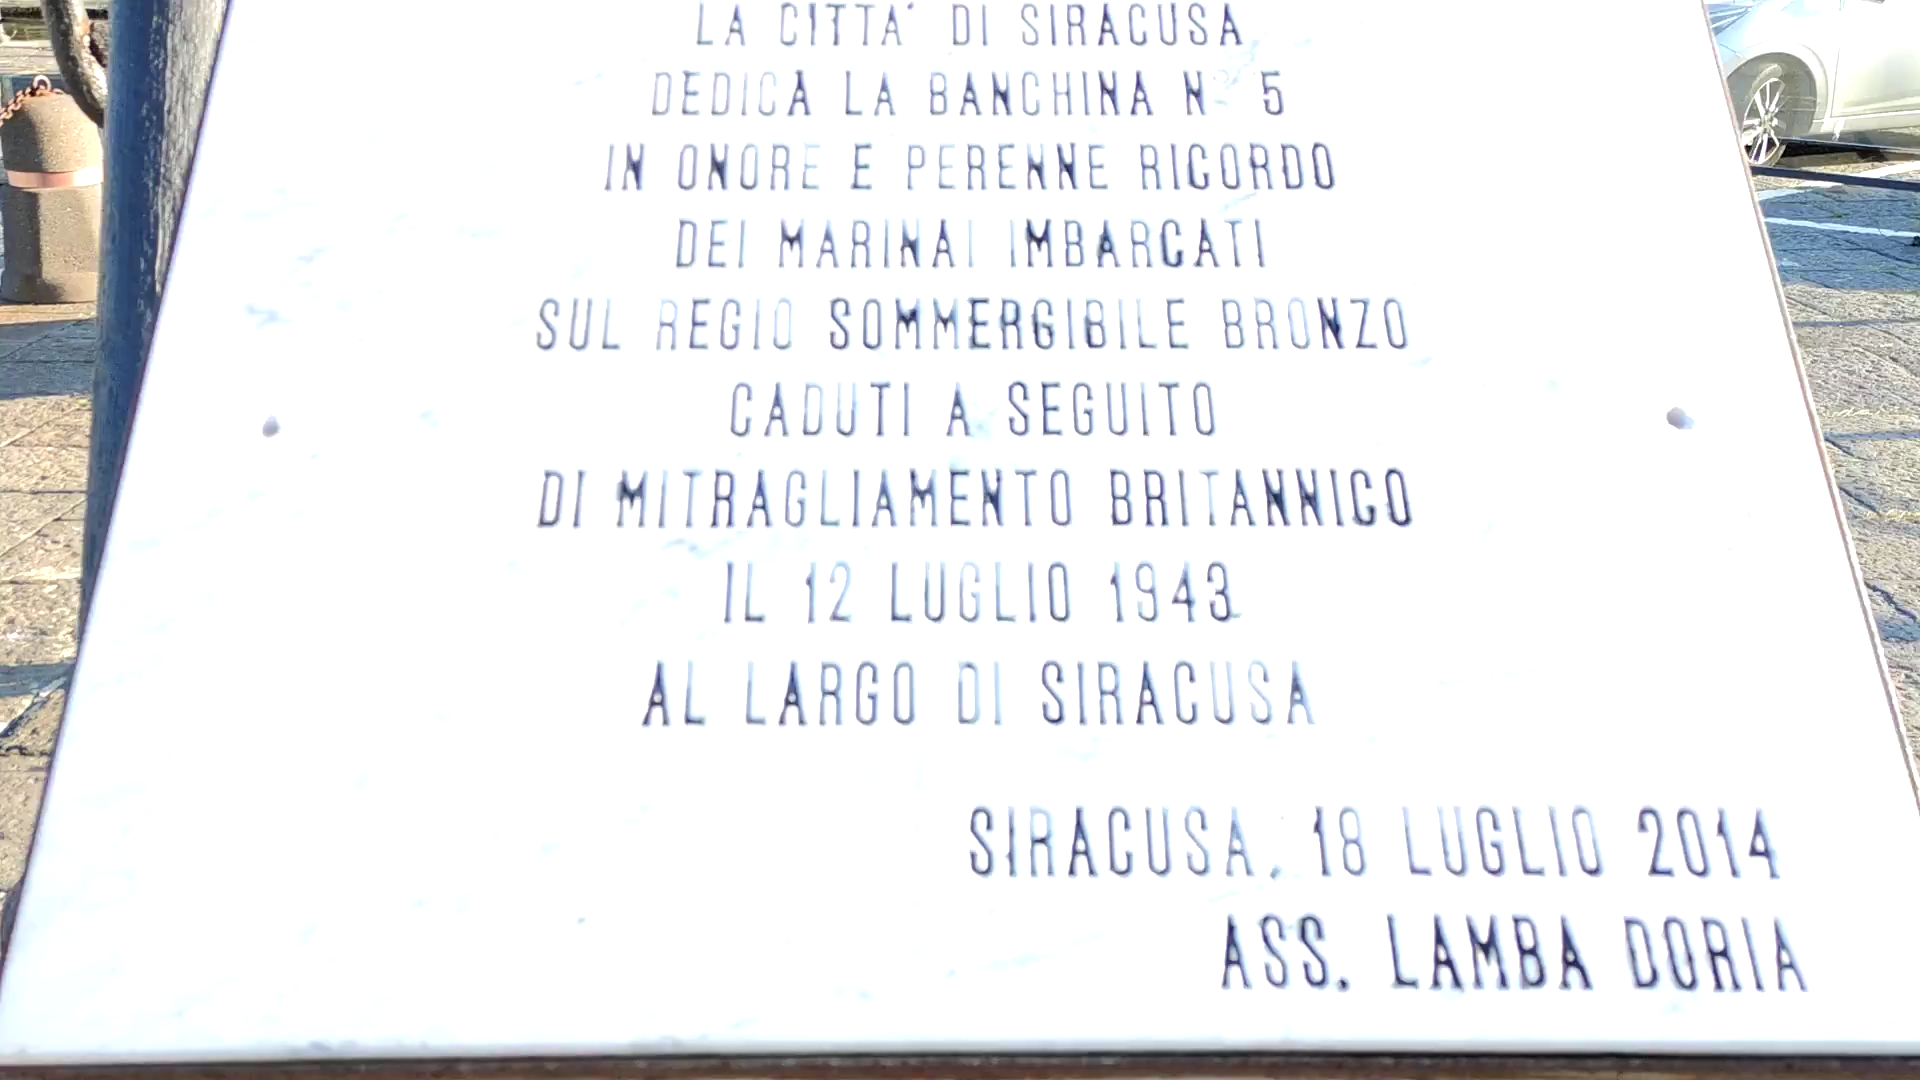 LA CITTA' DI SIRACUSA
DEDICA LA BANCHINA N° 5
IN ONORE E PERENNE RICORDO
DEI MARINAI IMBARCATI
SUL REGIO SOMMERGIBILE BRONZO
CADUTI A SEGUITO
DI MITRAGLIAMENTO BRITANNICO
IL 12 LUGLIO 1943
AL LARGO DI SIRACUSA
SIRACUSA, 18 LUGLIO 2014
ASS. LAMBA DORIA